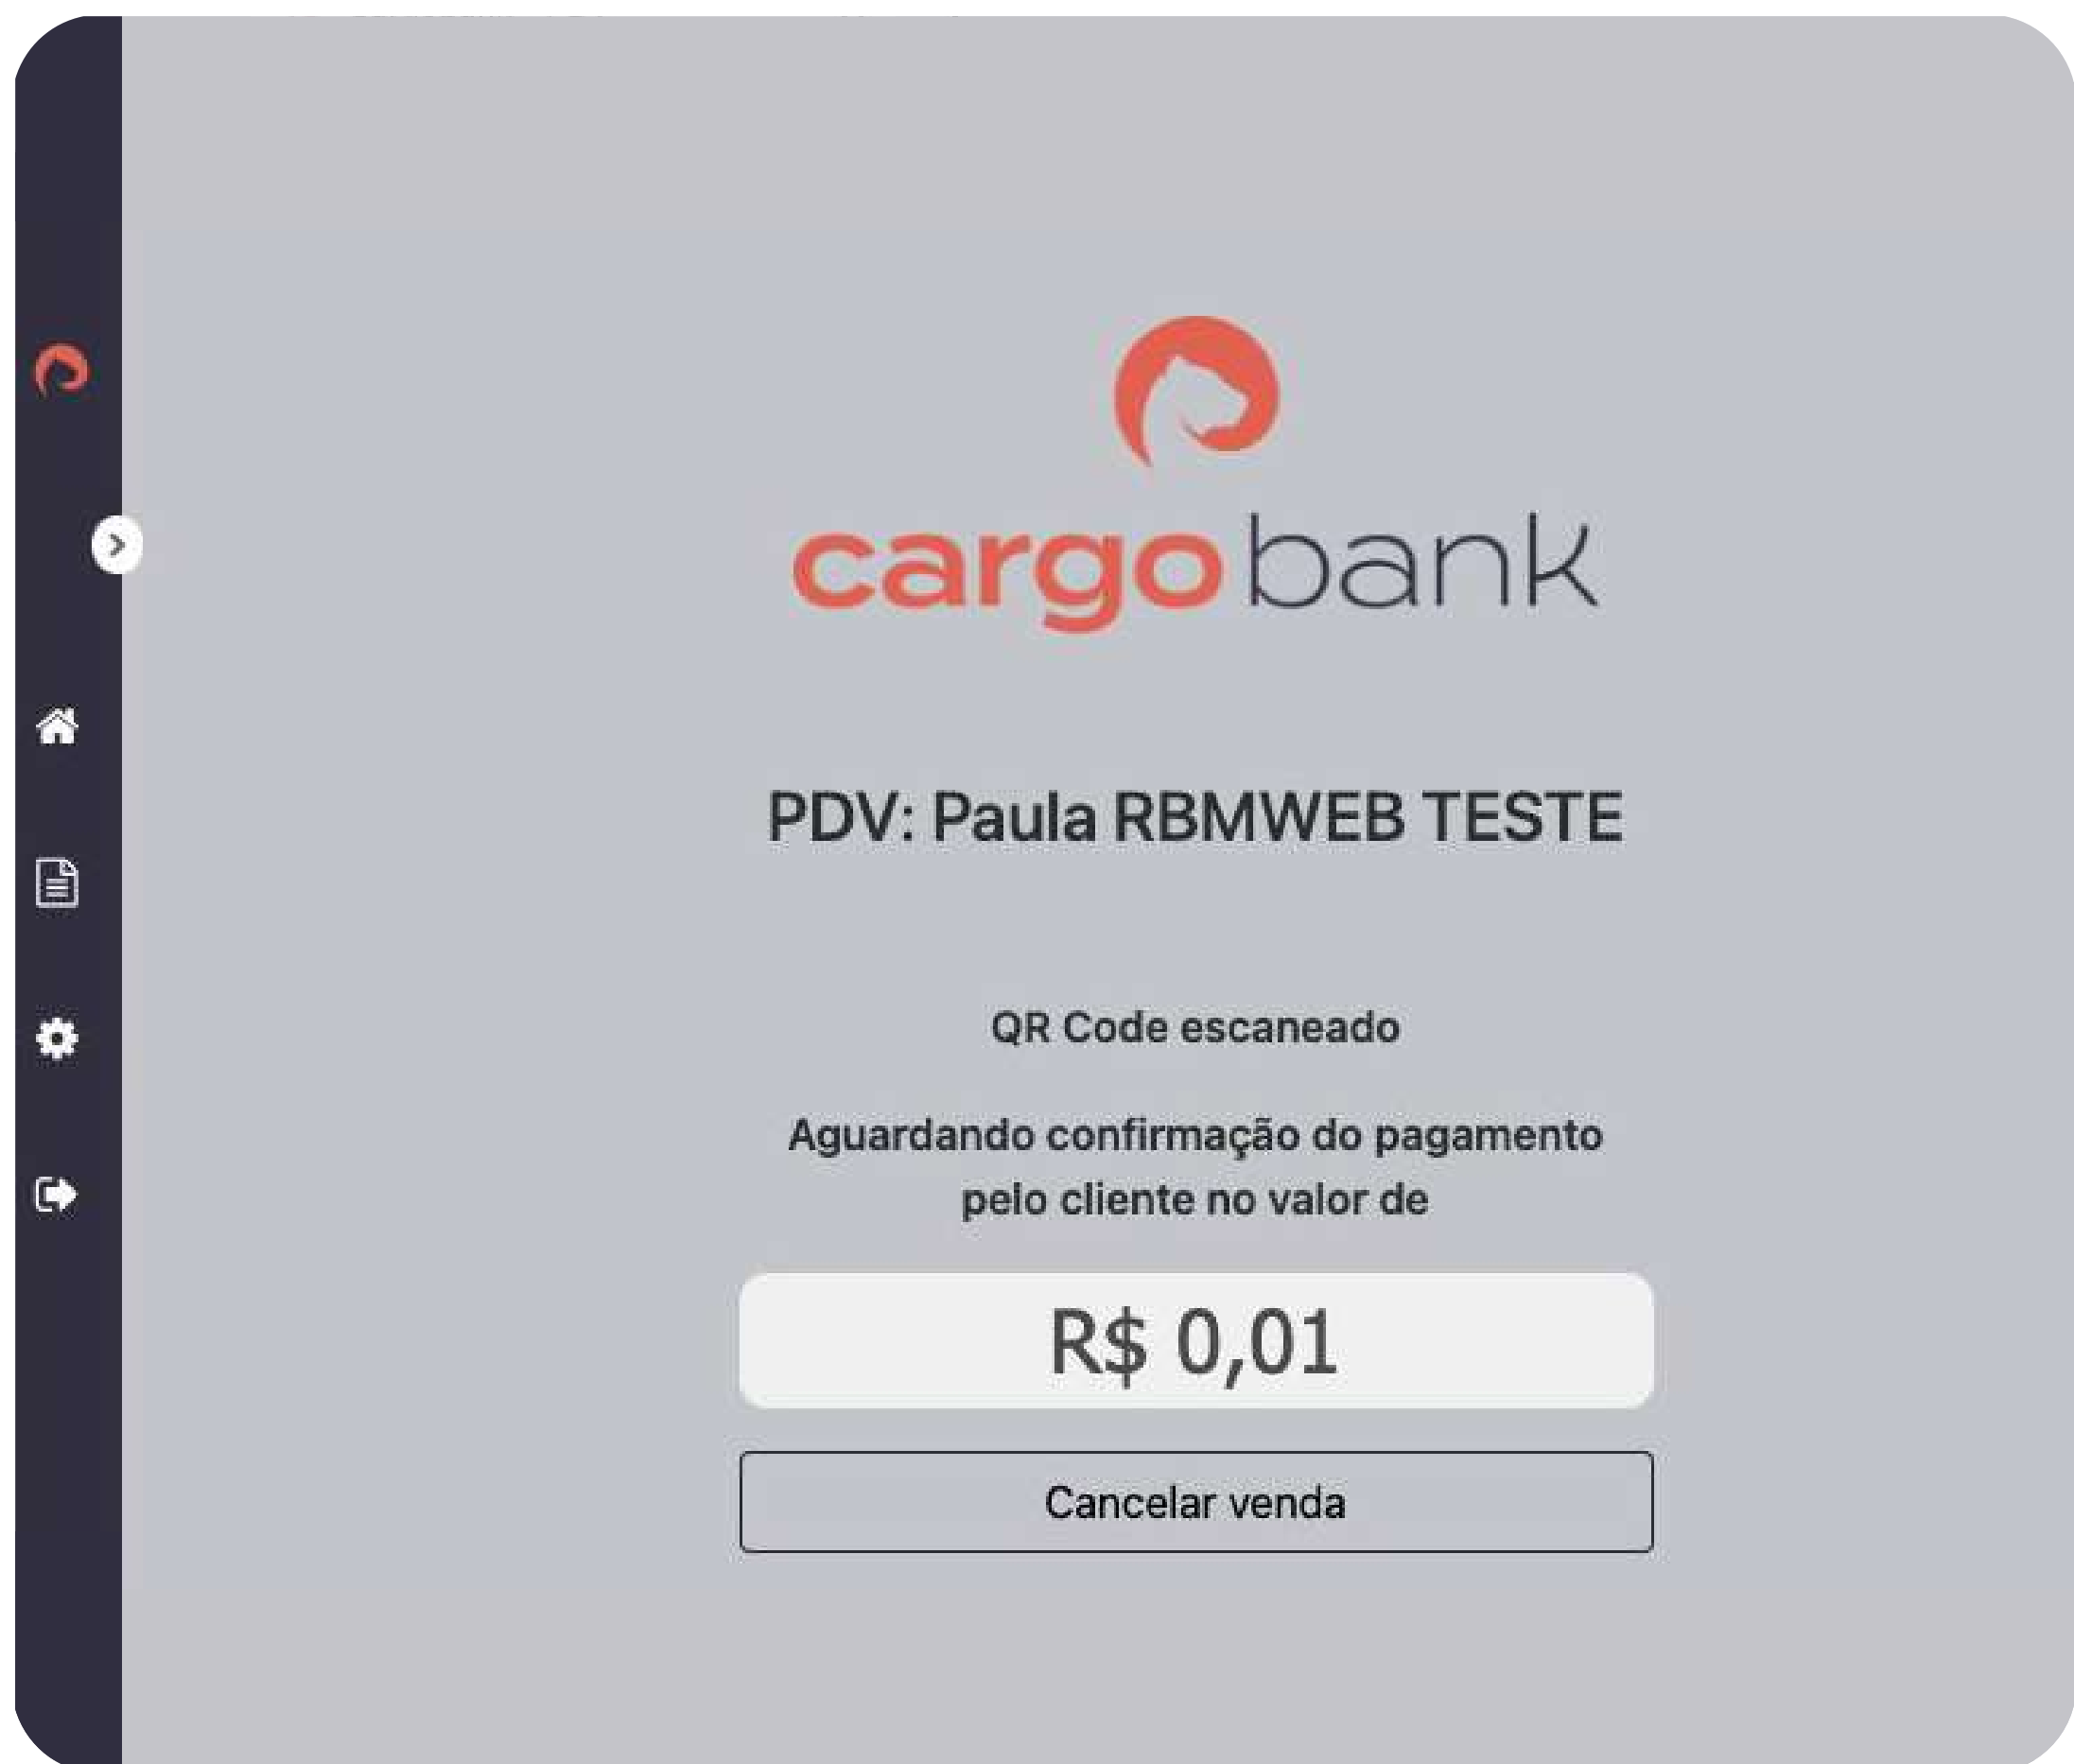 cargobank
PDV: Paula RBMWEB TESTE
QR Code escaneado
Aguardando confirmação do pagamento
pelo cliente no valor de
R$ 0,01
Cancelar venda